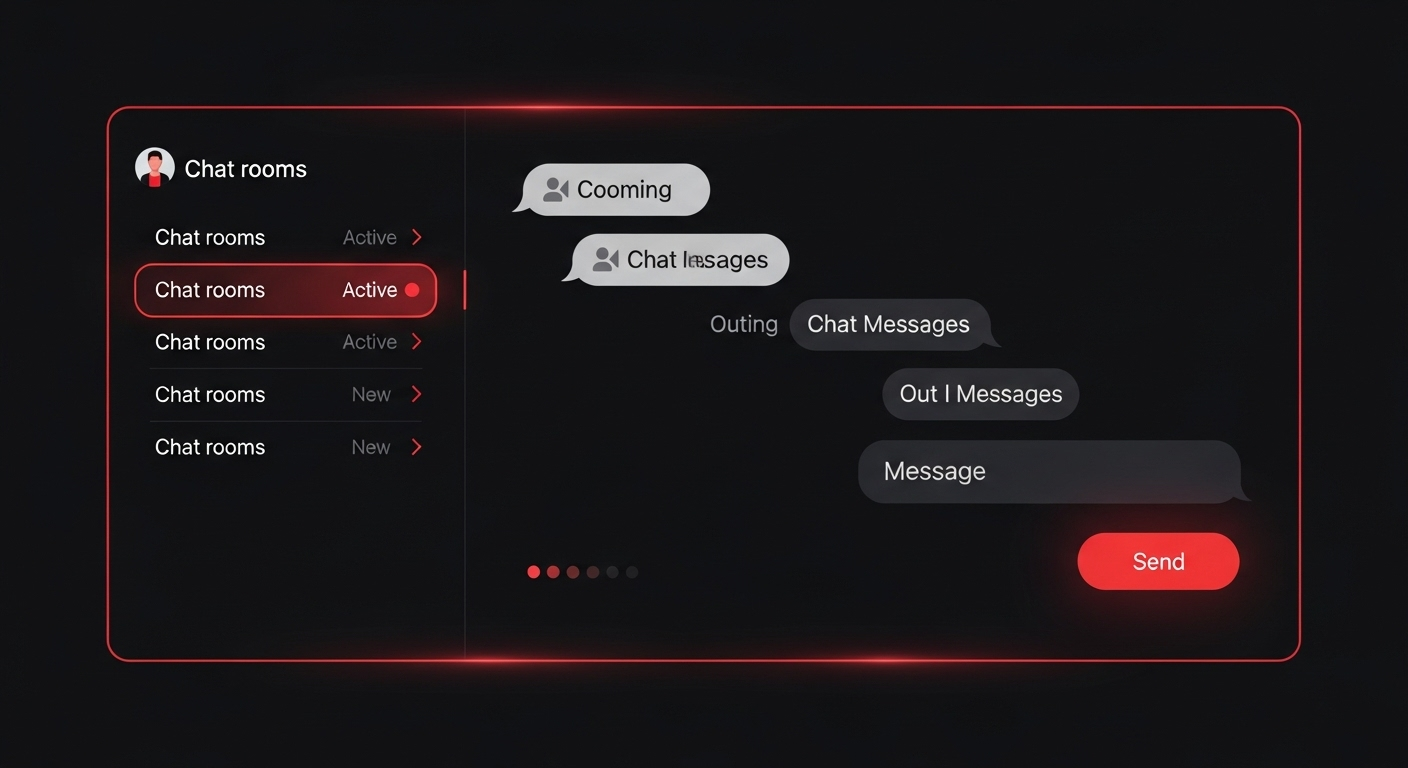 Chat rooms
Chat rooms Active
Chat rooms Active
Chat rooms Active
Chat rooms New
Chat rooms New
Cooming
Chat
Outing Chat Messages
Out I Messages
Message
Send